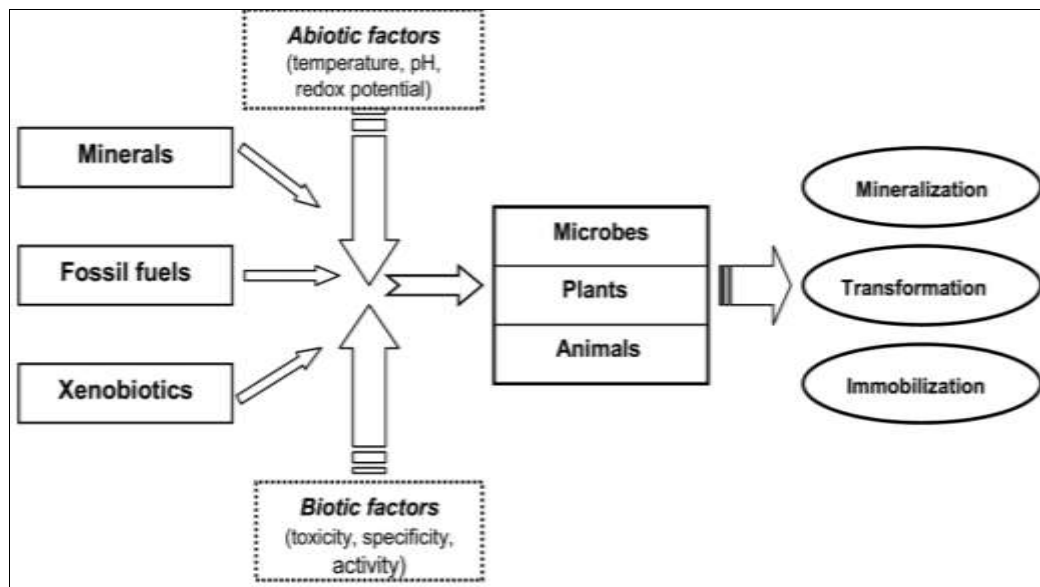 Abiotic factors
(temperature, pH,
redox potential)
Minerals
Fossil fuels
Xenobiotics
Biotic factors
(toxicity, specificity,
activity)
Microbes
Plants
Animals
Mineralization
Transformation
Immobilization